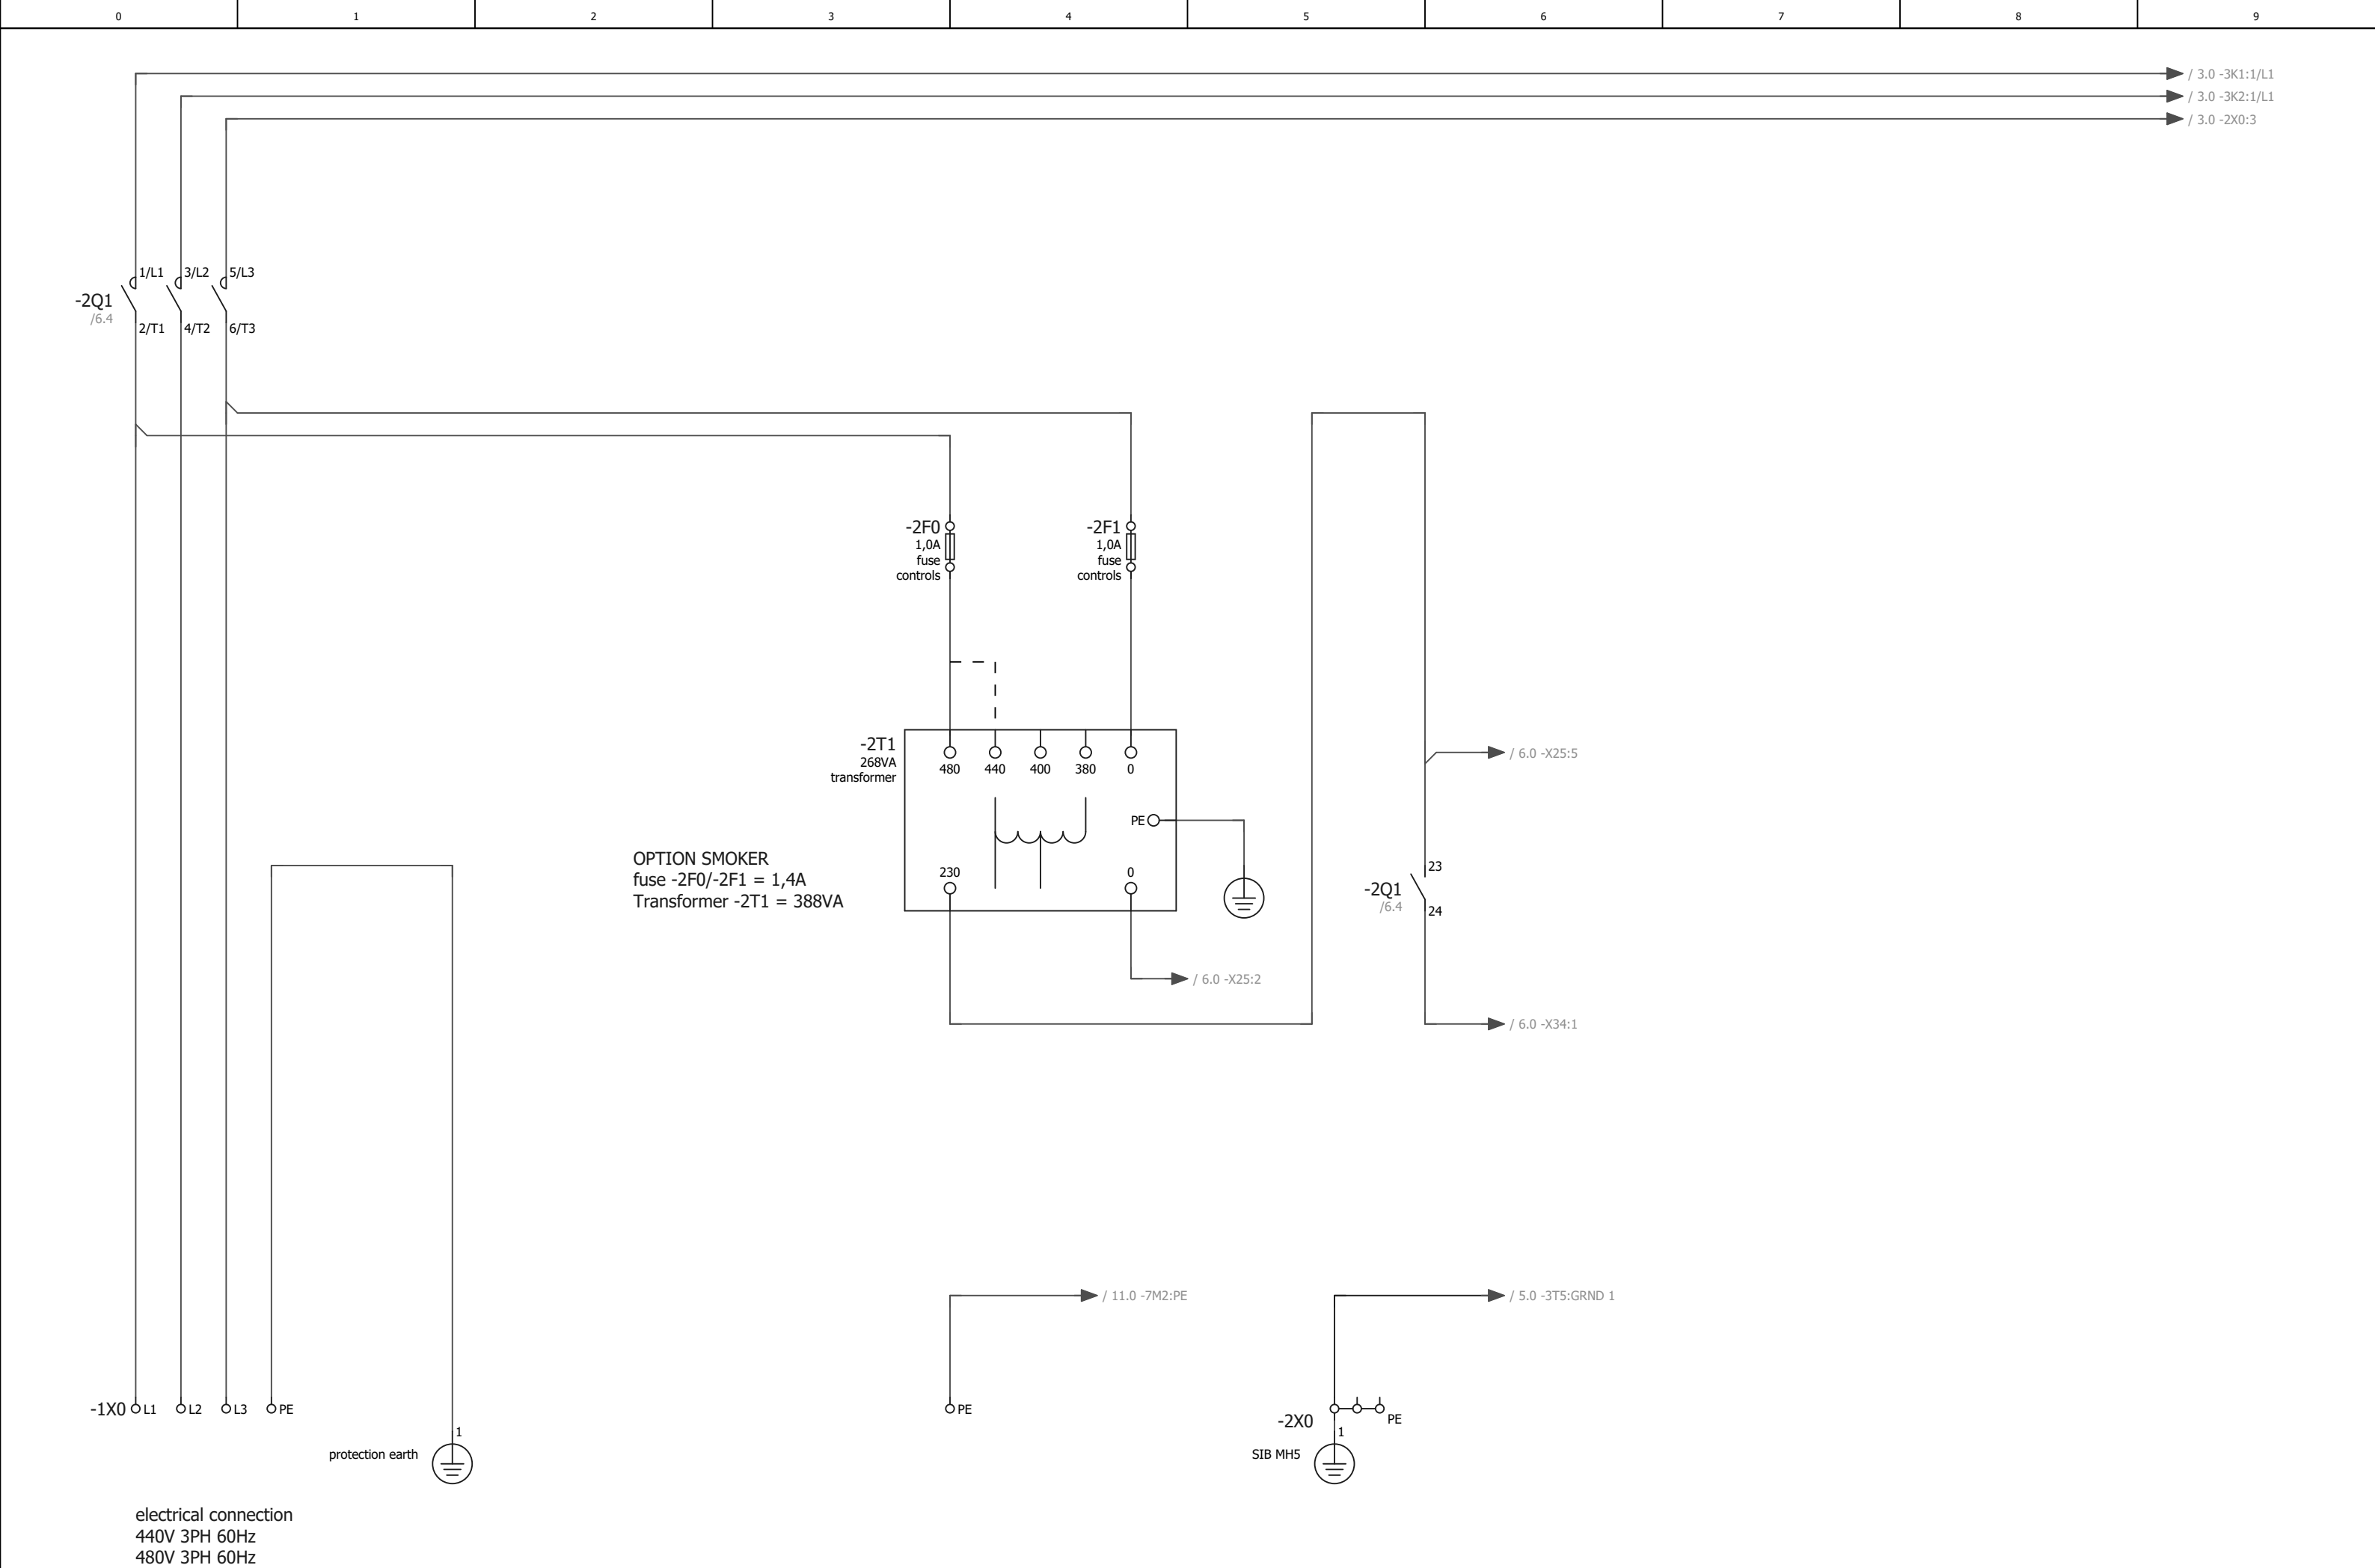 0 1 2 3 4 5 6 7 8 9
/ 3.0 -3K1:1/L1
/ 3.0 -3K2:1/L1
/ 3.0 -2X0:3
1/L1 3/L2 5/L3
-2Q1
/6.4
2/T1 4/T2 6/T3
-2F0
1,0A
fuse
controls
-2F1
1,0A
fuse
controls
-2T1
268VA
transformer
480 440 400 380 0
PE
230 0
OPTION SMOKER
fuse -2F0/-2F1 = 1,4A
Transformer -2T1 = 388VA
/ 6.0 -X25:5
23
-2Q1
/6.4
24
/ 6.0 -X25:2
/ 6.0 -X34:1
/ 11.0 -7M2:PE
/ 5.0 -3T5:GRND 1
-1X0 L1 L2 L3 PE
PE
-2X0
PE
1
protection earth
1
SIB MH5
electrical connection
440V 3PH 60Hz
480V 3PH 60Hz